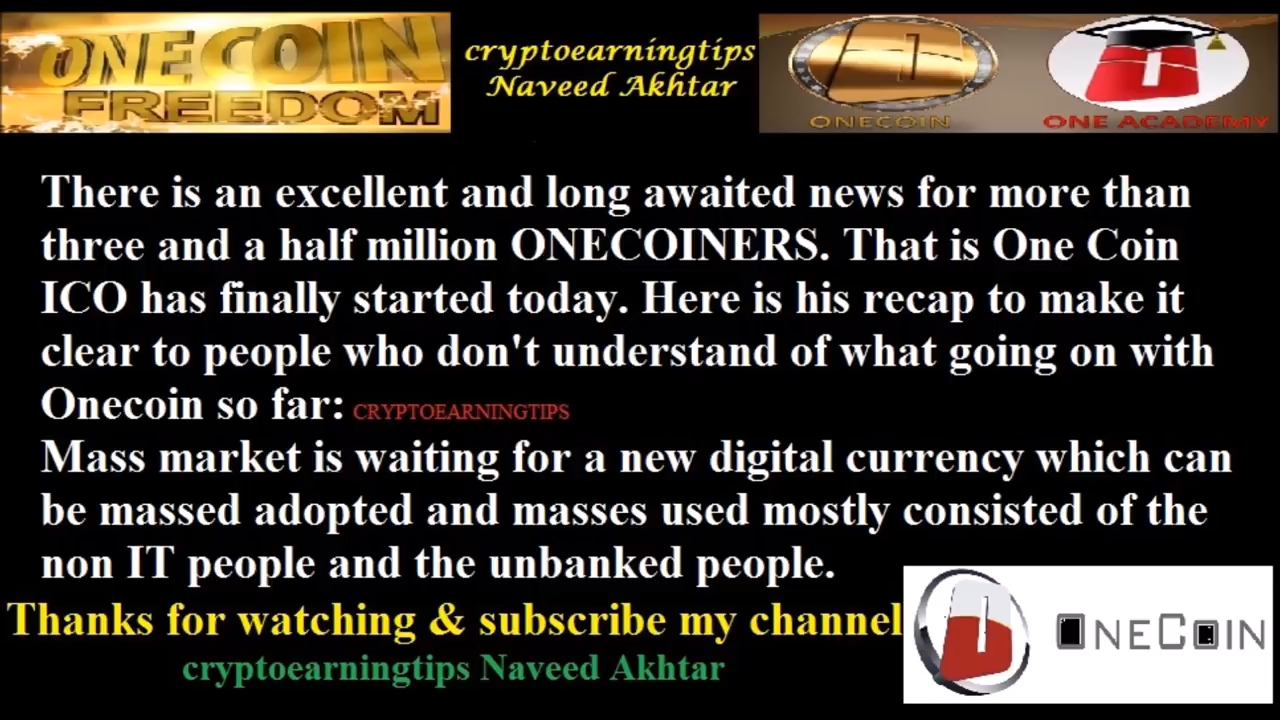 ONE COIN
FREEDOM
cryptoearningtips
Naveed Akhtar
ONECOIN
ONE ACADEMY
There is an excellent and long awaited news for more than
three and a half million ONECOINERS. That is One Coin
ICO has finally started today. Here is his recap to make it
clear to people who don't understand of what going on with
Onecoin so far: CRYPTOEARNINGTIPS
Mass market is waiting for a new digital currency which can
be massed adopted and masses used mostly consisted of the
non IT people and the unbanked people.
Thanks for watching & subscribe my channel
cryptoearningtips Naveed Akhtar
ONECOIN